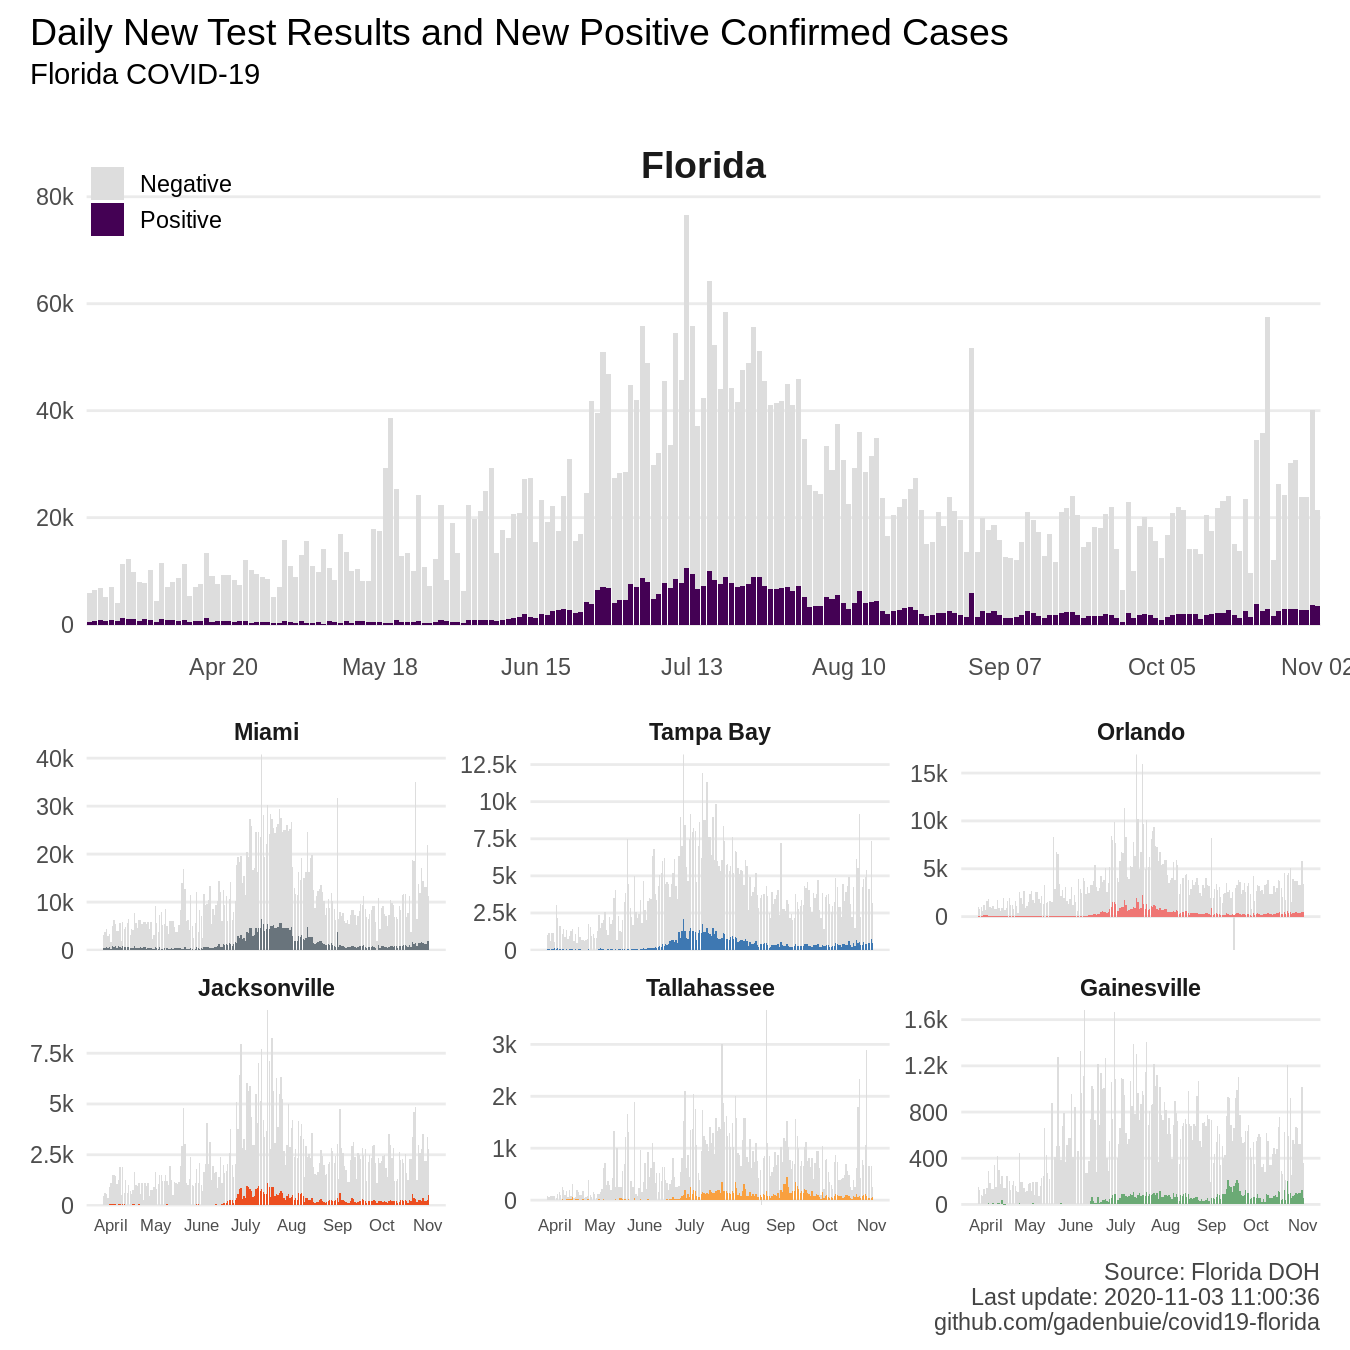 Daily New Test Results and New Positive Confirmed Cases
Florida COVID-19
Florida
Negative
Positive
80k
60k
40k
20k
0
Apr 20 May 18 Jun 15 Jul 13 Aug 10 Sep 07 Oct 05 Nov 02
Miami
40k
30k
20k
10k
0
Tampa Bay
12.5k
10k
7.5k
5k
2.5k
0
Orlando
15k
10k
5k
0
Jacksonville
7.5k
5k
2.5k
0
April May June July Aug Sep Oct Nov
Tallahassee
3k
2k
1k
0
April May June July Aug Sep Oct Nov
Gainesville
1.6k
1.2k
800
400
0
April May June July Aug Sep Oct Nov
Source: Florida DOH
Last update: 2020-11-03 11:00:36
github.com/gadenbuie/covid19-florida